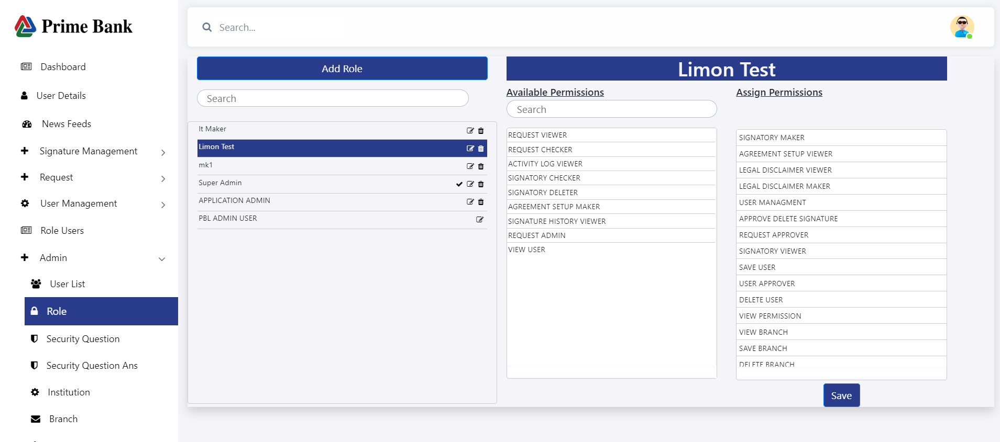 Prime Bank
Search...
Dashboard
User Details
News Feeds
Signature Management
Request
User Management
Role Users
Admin
User List
Role
Security Question
Security Question Ans
Institution
Branch
Add Role
Search
It Maker
Limon Test
mk1
Super Admin
APPLICATION ADMIN
PBL ADMIN USER
Limon Test
Available Permissions
Search
REQUEST VIEWER
REQUEST CHECKER
ACTIVITY LOG VIEWER
SIGNATORY CHECKER
SIGNATORY DELETER
AGREEMENT SETUP MAKER
SIGNATURE HISTORY VIEWER
REQUEST ADMIN
VIEW USER
Assign Permissions
SIGNATORY MAKER
AGREEMENT SETUP VIEWER
LEGAL DISCLAIMER VIEWER
LEGAL DISCLAIMER MAKER
USER MANAGMENT
APPROVE DELETE SIGNATURE
REQUEST APPROVER
SIGNATORY VIEWER
SAVE USER
USER APPROVER
DELETE USER
VIEW PERMISSION
VIEW BRANCH
SAVE BRANCH
DELETE BRANCH
Save